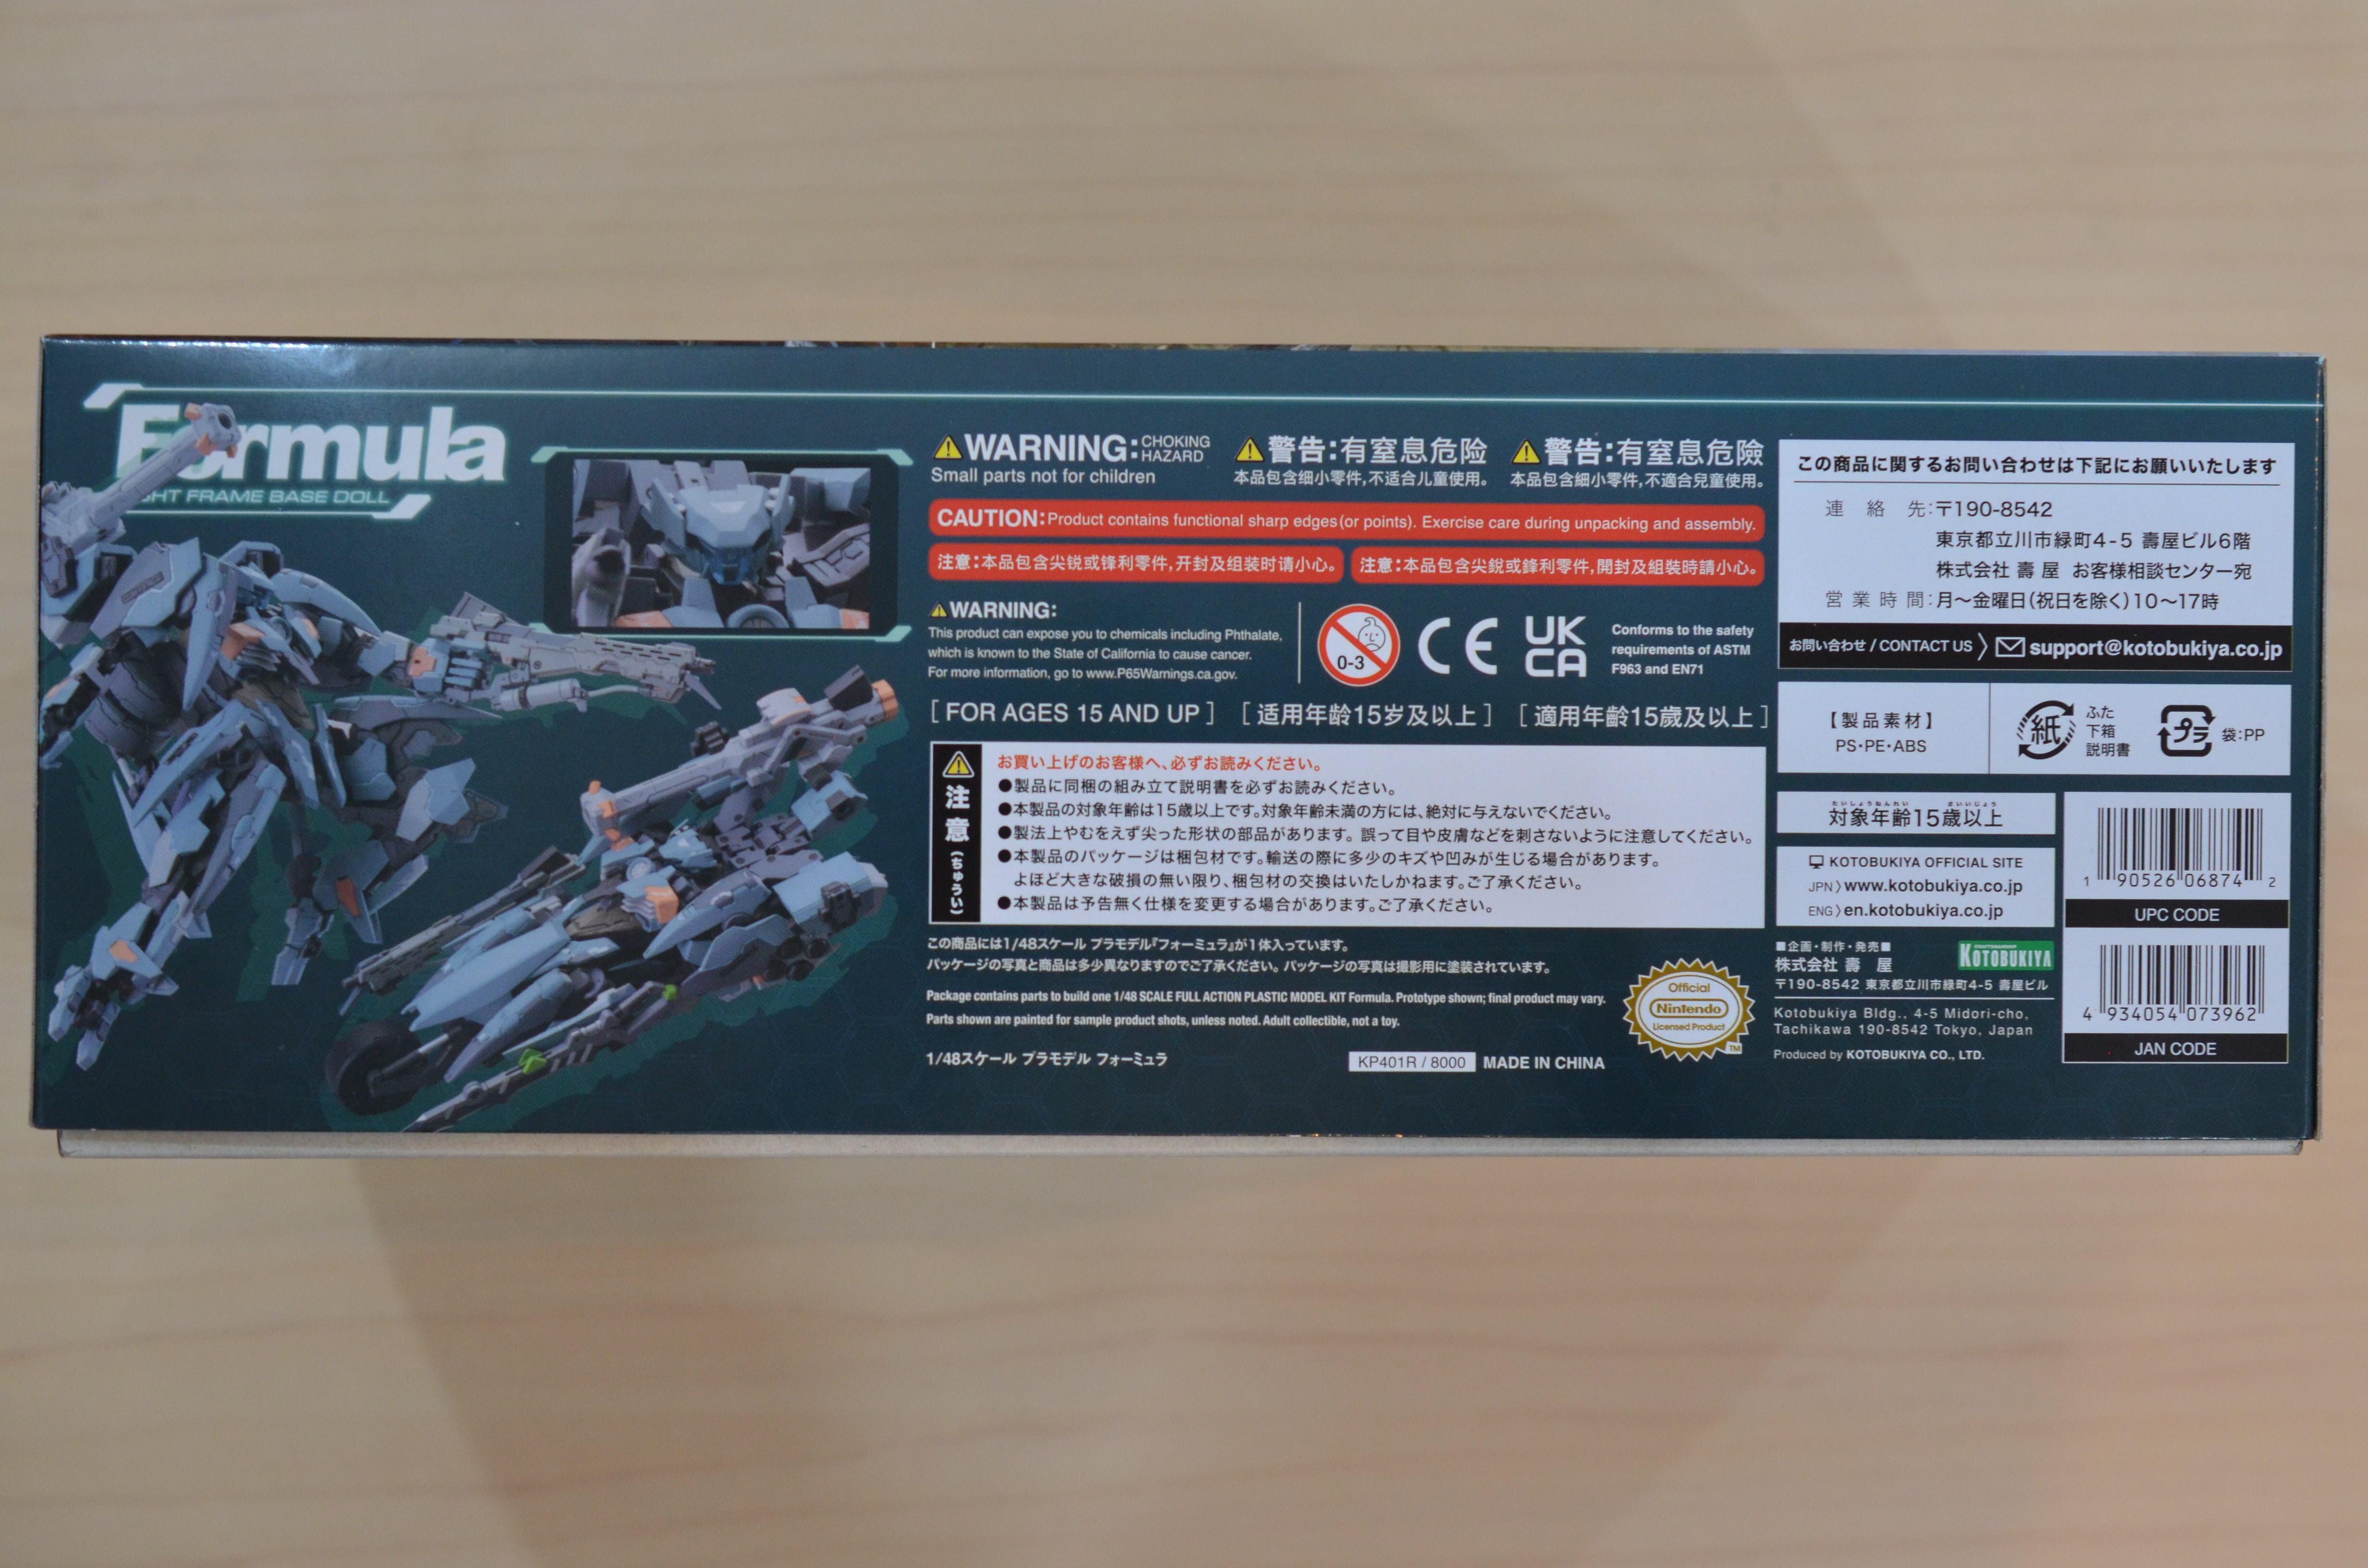 Formula
GHT FRAME BASE DOLL
WARNING: CHOKING HAZARD
Small parts not for children
警告:有窒息危险
本品包含细小零件,不适合儿童使用。
警告:有窒息危險
本品包含細小零件,不適合兒童使用。
CAUTION:Product contains functional sharp edges(or points). Exercise care during unpacking and assembly.
注意:本品包含尖锐或锋利零件,开封及组装时请小心。
注意:本品包含尖銳或鋒利零件,開封及組裝時請小心。
WARNING:
This product can expose you to chemicals including Phthalate,
which is known to the State of California to cause cancer.
For more information, go to www.P65Warnings.ca.gov.
0-3
CE
UK
CA
Conforms to the safety
requirements of ASTM
F963 and EN71
[ FOR AGES 15 AND UP ] [ 适用年龄15岁及以上 ] [ 適用年齡15歲及以上 ]
注意(ちゅうい)
お買い上げのお客様へ、必ずお読みください。
●製品に同梱の組み立て説明書を必ずお読みください。
●本製品の対象年齢は15歳以上です。対象年齢未満の方には、絶対に与えないでください。
●製法上やむをえず尖った形状の部品があります。誤って目や皮膚などを刺さないように注意してください。
●本製品のパッケージは梱包材です。輸送の際に多少のキズや凹みが生じる場合があります。
よほど大きな破損の無い限り、梱包材の交換はいたしかねます。ご了承ください。
●本製品は予告無く仕様を変更する場合があります。ご了承ください。
この商品には1/48スケール プラモデル『フォーミュラ』が1体入っています。
パッケージの写真と商品は多少異なりますのでご了承ください。パッケージの写真は撮影用に塗装されています。
Package contains parts to build one 1/48 SCALE FULL ACTION PLASTIC MODEL KIT Formula. Prototype shown; final product may vary.
Parts shown are painted for sample product shots, unless noted. Adult collectible, not a toy.
1/48スケール プラモデル フォーミュラ
KP401R / 8000
MADE IN CHINA
Official
Nintendo
Licensed Product
TM
この商品に関するお問い合わせは下記にお願いいたします
連絡先:〒190-8542
東京都立川市緑町4-5 壽屋ビル6階
株式会社 壽屋 お客様相談センター宛
営業時間:月〜金曜日(祝日を除く)10〜17時
お問い合わせ / CONTACT US 〉 support@kotobukiya.co.jp
【製品素材】
PS・PE・ABS
紙
ふた
下箱
説明書
プラ
袋:PP
たいしょうねんれい さいいじょう
対象年齢15歳以上
KOTOBUKIYA OFFICIAL SITE
JPN〉www.kotobukiya.co.jp
ENG〉en.kotobukiya.co.jp
■企画・制作・発売■
株式会社 壽 屋
CRAFTSMANSHIP
KOTOBUKIYA
〒190-8542 東京都立川市緑町4-5 壽屋ビル
Kotobukiya Bldg., 4-5 Midori-cho,
Tachikawa 190-8542 Tokyo, Japan
Produced by KOTOBUKIYA CO., LTD.
1 90526 06874 2
UPC CODE
4 934054 073962
JAN CODE